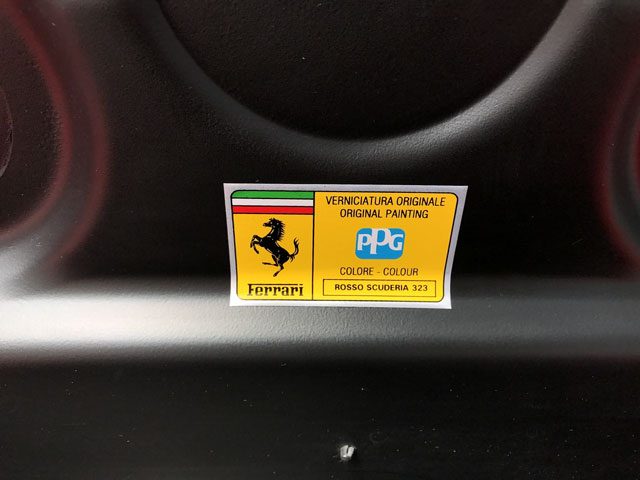 VERNICIATURA ORIGINALE
ORIGINAL PAINTING
PPG
COLORE - COLOUR
ROSSO SCUDERIA 323
Ferrari